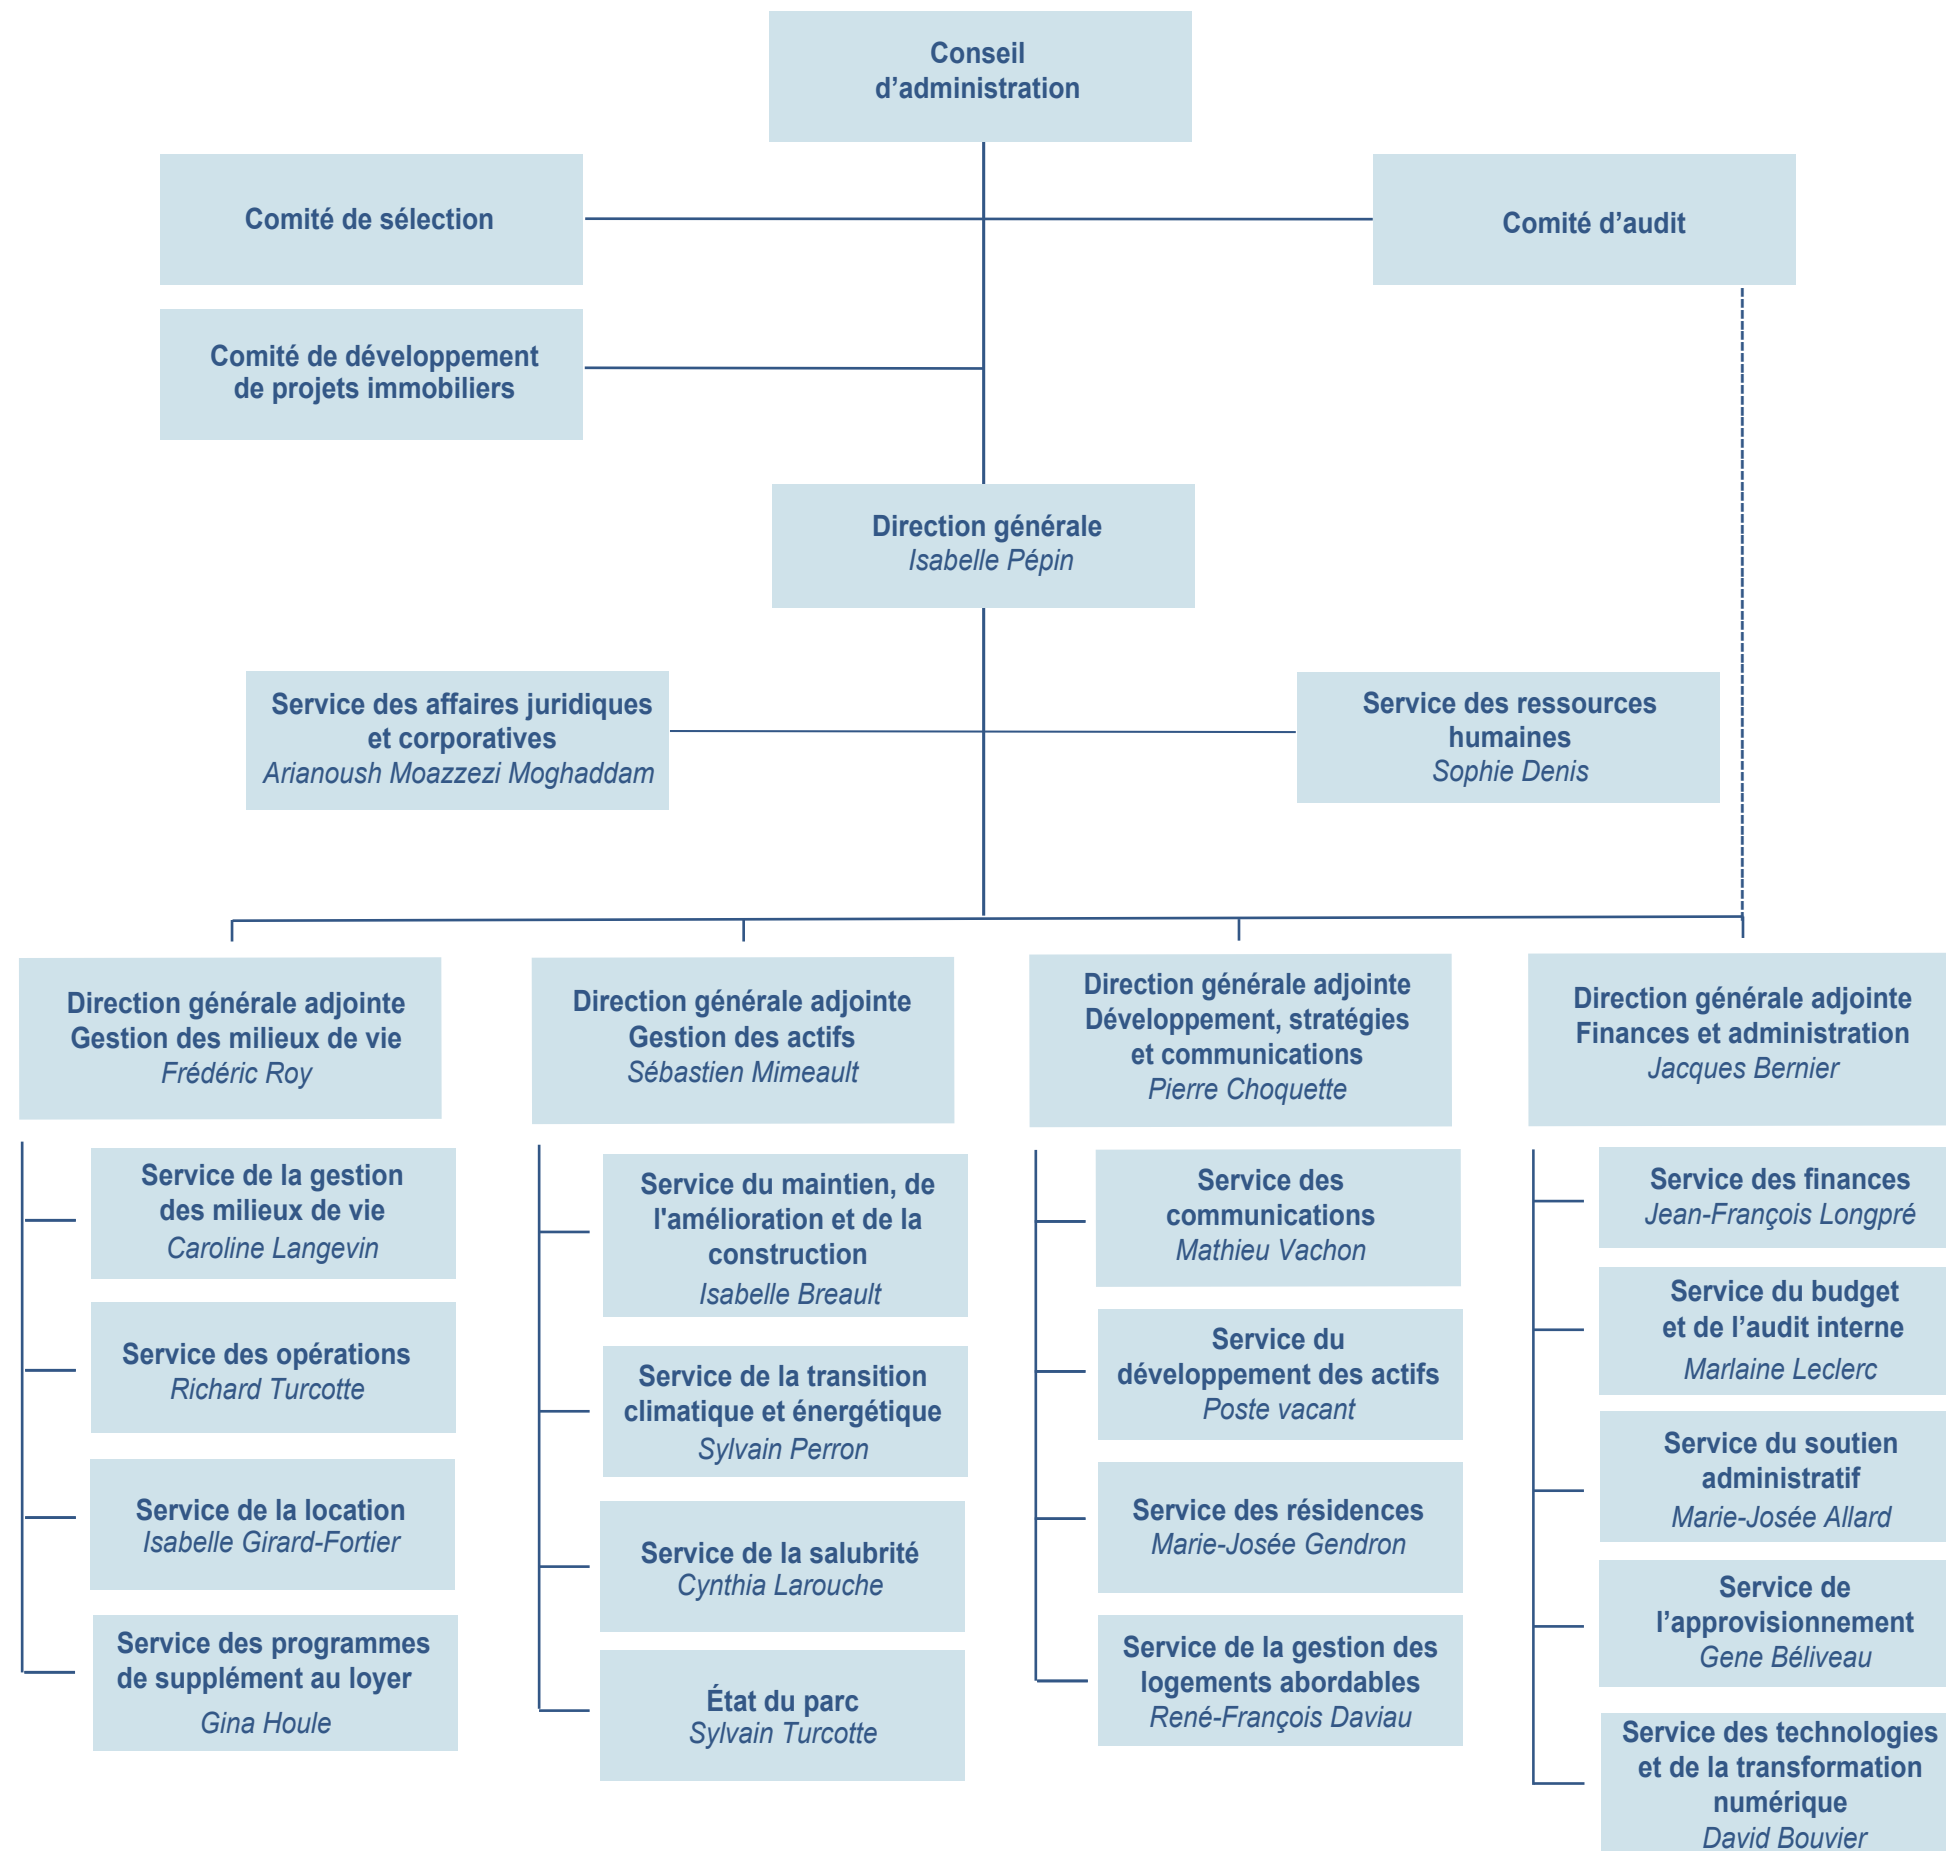 Conseil
d’administration
Comité de sélection
Comité d’audit
Comité de développement
de projets immobiliers
Direction générale
Isabelle Pépin
Service des affaires juridiques
et corporatives
Arianoush Moazzezi Moghaddam
Service des ressources
humaines
Sophie Denis
Direction générale adjointe
Gestion des milieux de vie
Frédéric Roy
Direction générale adjointe
Gestion des actifs
Sébastien Mimeault
Direction générale adjointe
Développement, stratégies
et communications
Pierre Choquette
Direction générale adjointe
Finances et administration
Jacques Bernier
Service de la gestion
des milieux de vie
Caroline Langevin
Service des opérations
Richard Turcotte
Service de la location
Isabelle Girard-Fortier
Service des programmes
de supplément au loyer
Gina Houle
Service du maintien, de
l'amélioration et de la
construction
Isabelle Breault
Service de la transition
climatique et énergétique
Sylvain Perron
Service de la salubrité
Cynthia Larouche
État du parc
Sylvain Turcotte
Service des
communications
Mathieu Vachon
Service du
développement des actifs
Poste vacant
Service des résidences
Marie-Josée Gendron
Service de la gestion des
logements abordables
René-François Daviau
Service des finances
Jean-François Longpré
Service du budget
et de l’audit interne
Marlaine Leclerc
Service du soutien
administratif
Marie-Josée Allard
Service de
l’approvisionnement
Gene Béliveau
Service des technologies
et de la transformation
numérique
David Bouvier